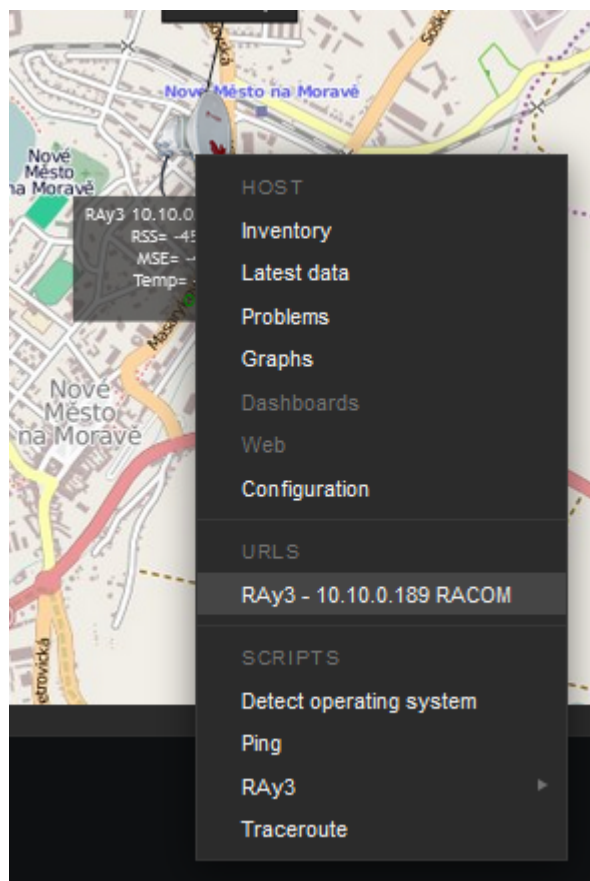 Nové Město na Moravě
Nové
Město
na Moravě
RAy3 10.10.0
RSS= -45
MSE= -4
Temp=
Nové
Město
na Moravě
HOST
Inventory
Latest data
Problems
Graphs
Dashboards
Web
Configuration
URLS
RAy3 - 10.10.0.189 RACOM
SCRIPTS
Detect operating system
Ping
RAy3
Traceroute